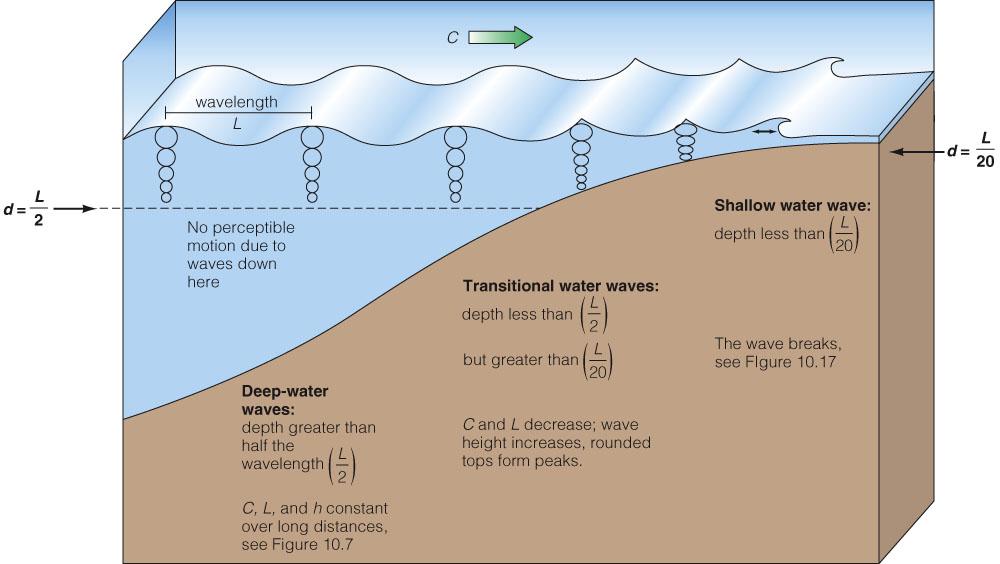 C
wavelength
L
d = L/20
d = L/2
No perceptible
motion due to
waves down
here
Shallow water wave:
depth less than (L/20)
Transitional water waves:
depth less than (L/2)
but greater than (L/20)
The wave breaks,
see FIgure 10.17
Deep-water
waves:
depth greater than
half the
wavelength (L/2)
C and L decrease; wave
height increases, rounded
tops form peaks.
C, L, and h constant
over long distances,
see Figure 10.7